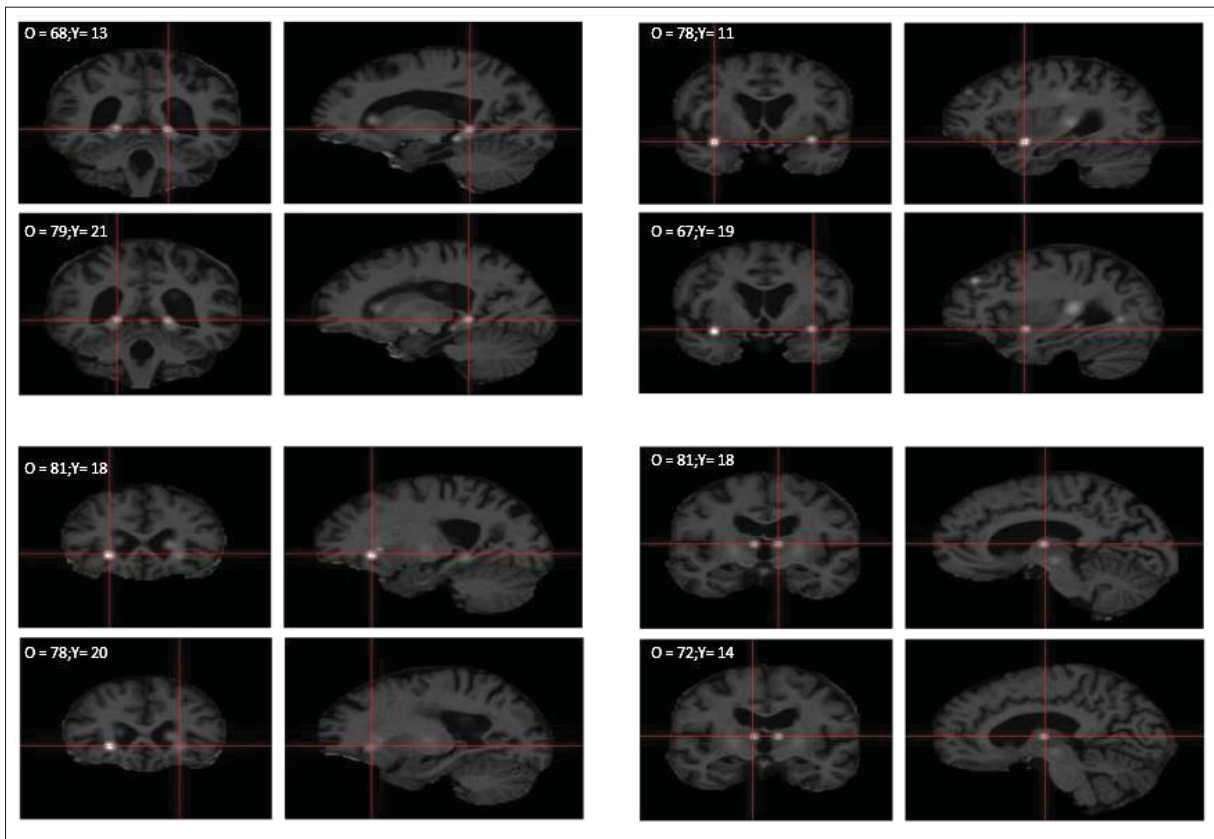 O = 68;Y= 13
O = 78;Y= 11
O = 79;Y= 21
O = 67;Y= 19
O = 81;Y= 18
O = 81;Y= 18
O = 78;Y= 20
O = 72;Y= 14